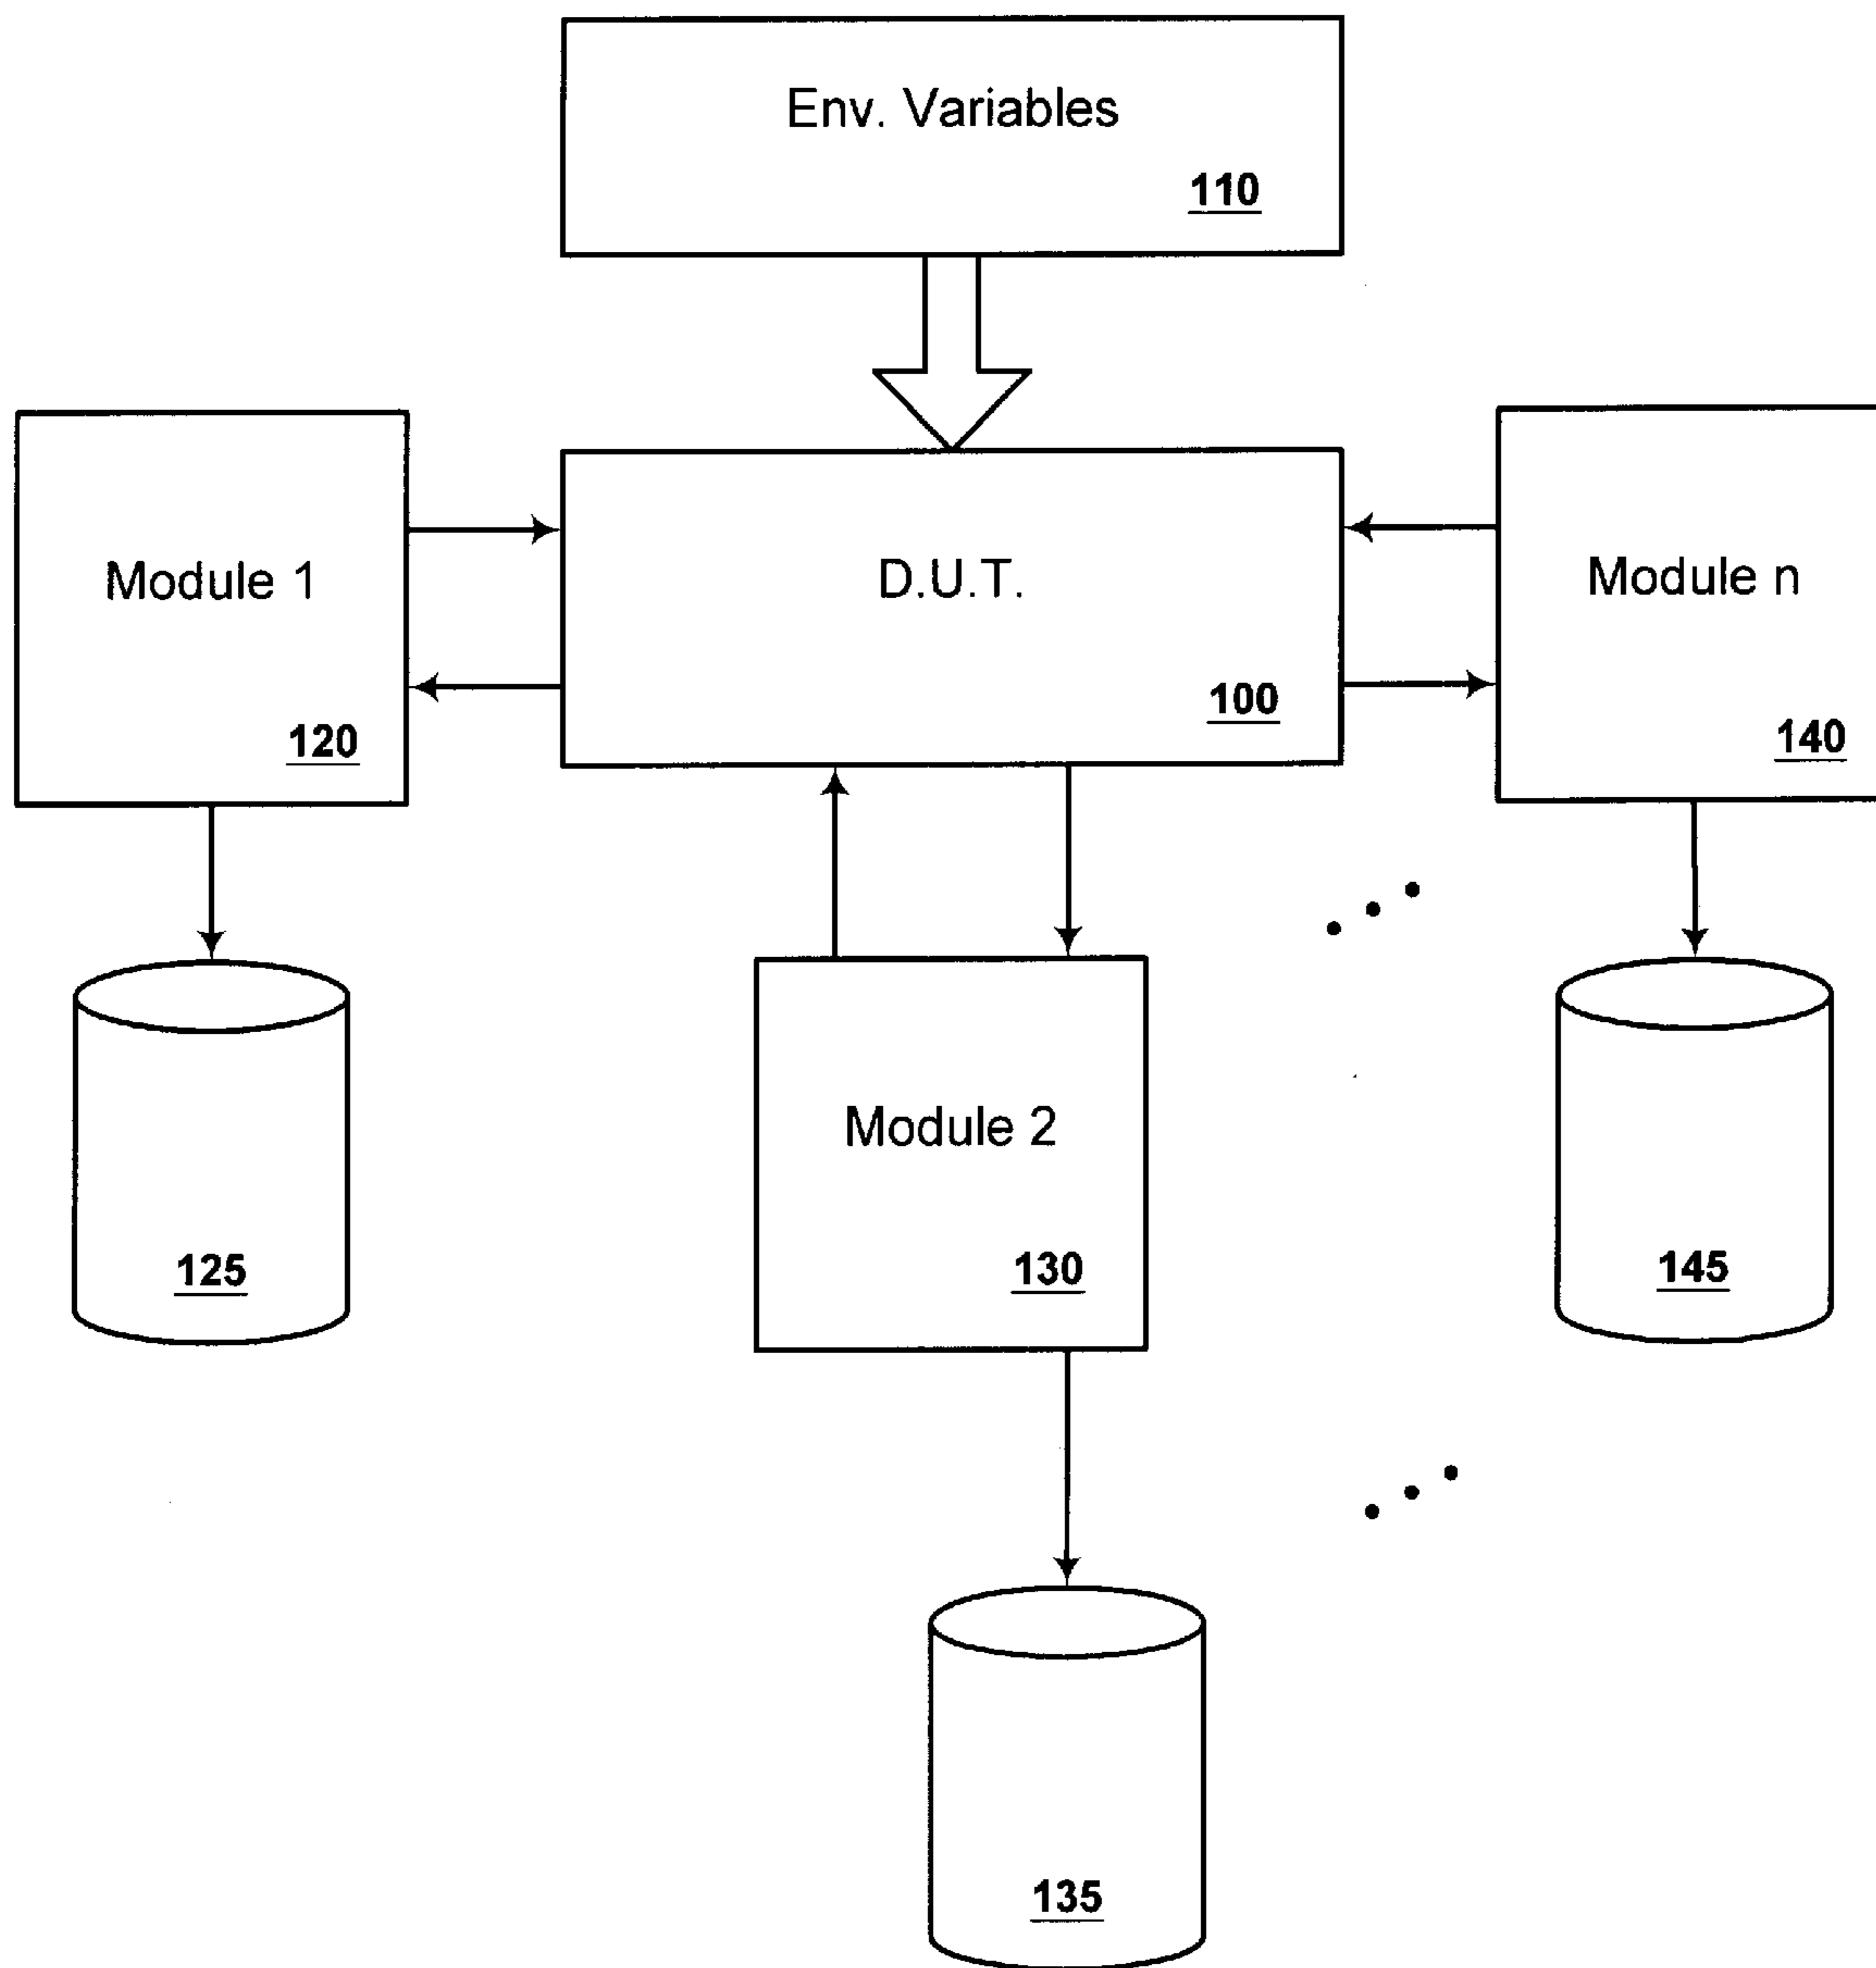 Env. Variables
110
Module 1
120
D.U.T.
100
Module n
140
125
Module 2
130
145
135